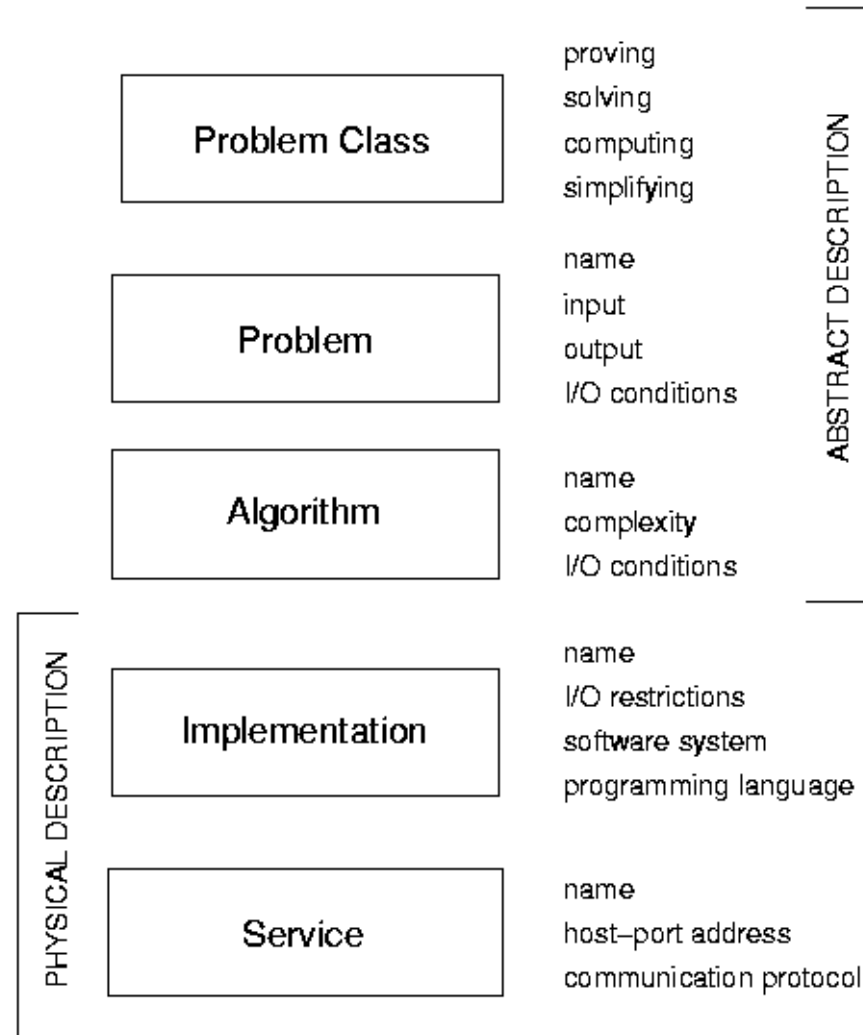 Problem Class
proving
solving
computing
simplifying
Problem
name
input
output
I/O conditions
Algorithm
name
complexity
I/O conditions
ABSTRACT DESCRIPTION
Implementation
name
I/O restrictions
software system
programming language
Service
name
host–port address
communication protocol
PHYSICAL DESCRIPTION